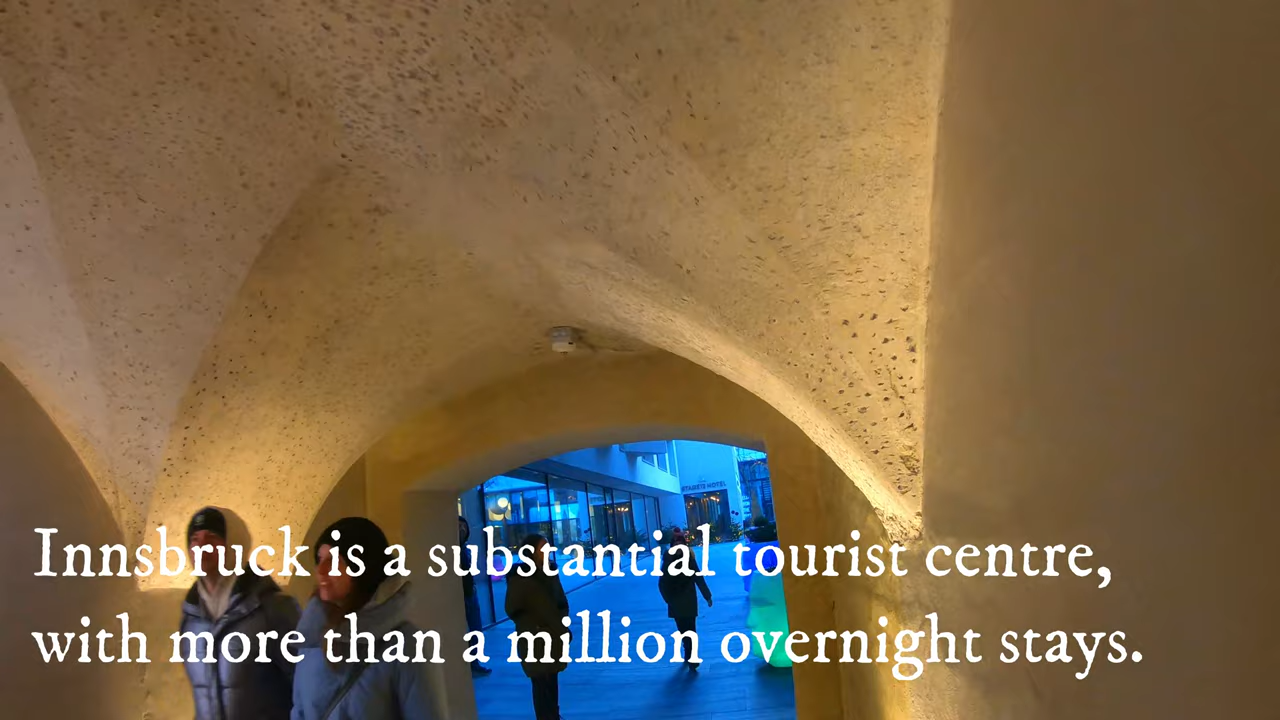 Innsbruck is a substantial tourist centre,
with more than a million overnight stays.